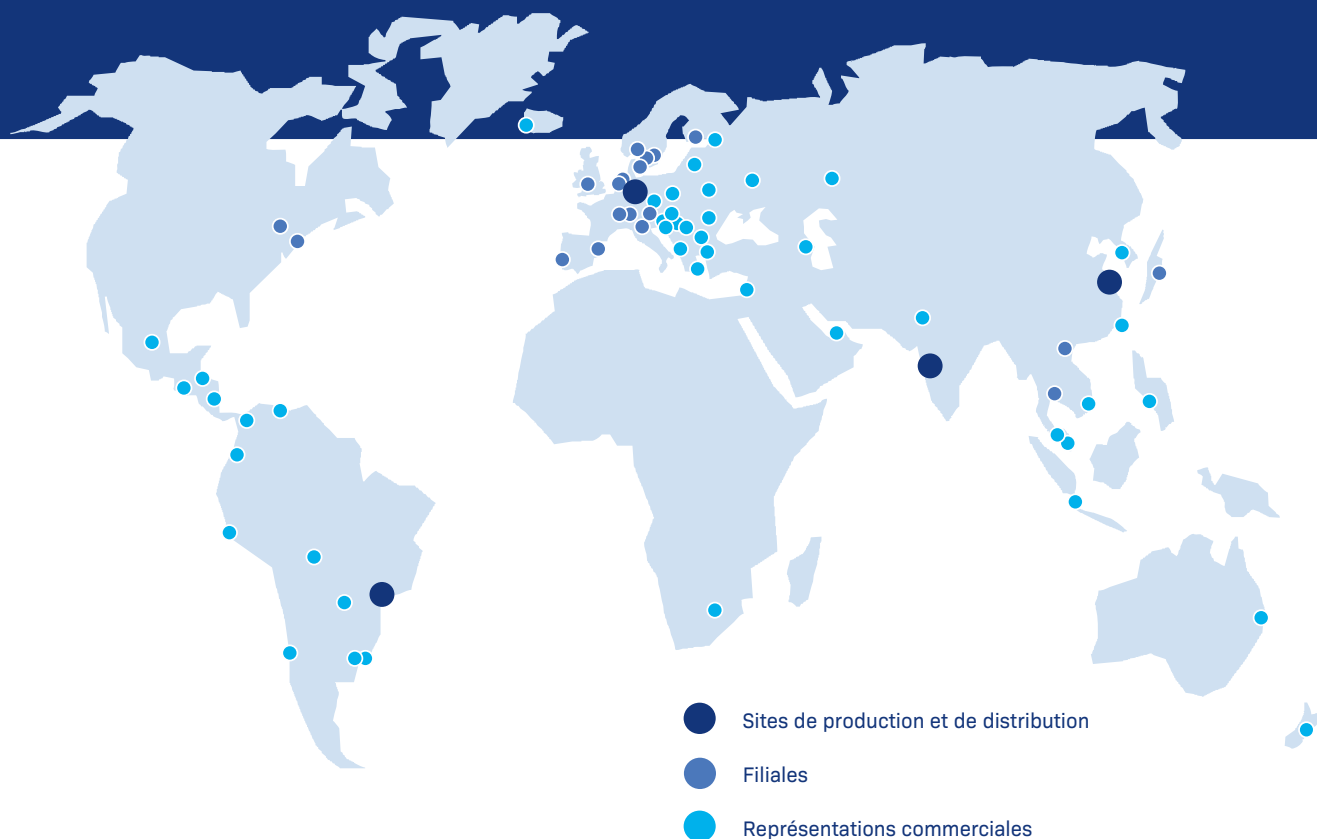 Sites de production et de distribution
Filiales
Représentations commerciales